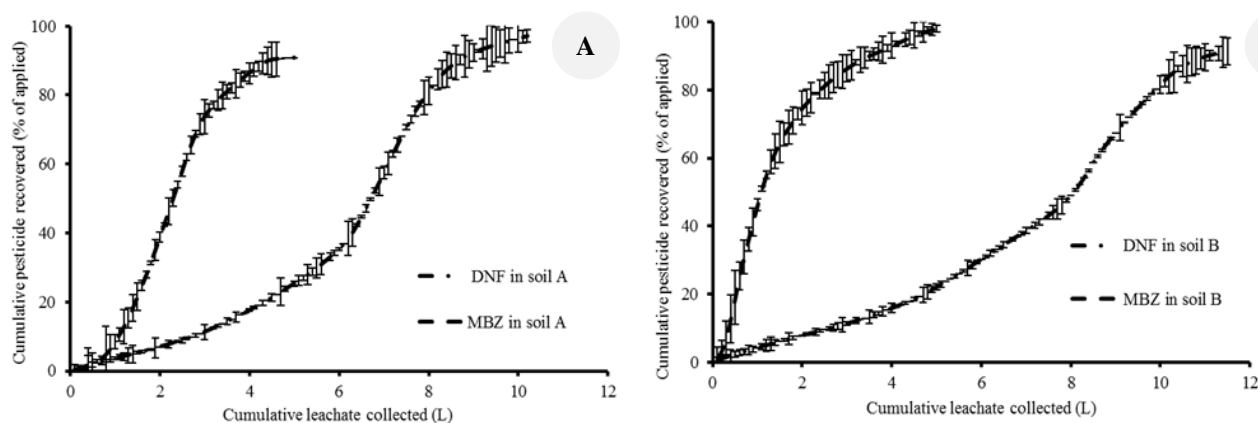 Cumulative pesticide recovered (% of applied)
100
80
60
40
20
0
A
DNF in soil A
MBZ in soil A
0 2 4 6 8 10 12
Cumulative leachate collected (L)
Cumulative pesticide recovered (% of applied)
100
80
60
40
20
0
DNF in soil B
MBZ in soil B
0 2 4 6 8 10 12
Cumulative leachate collected (L)